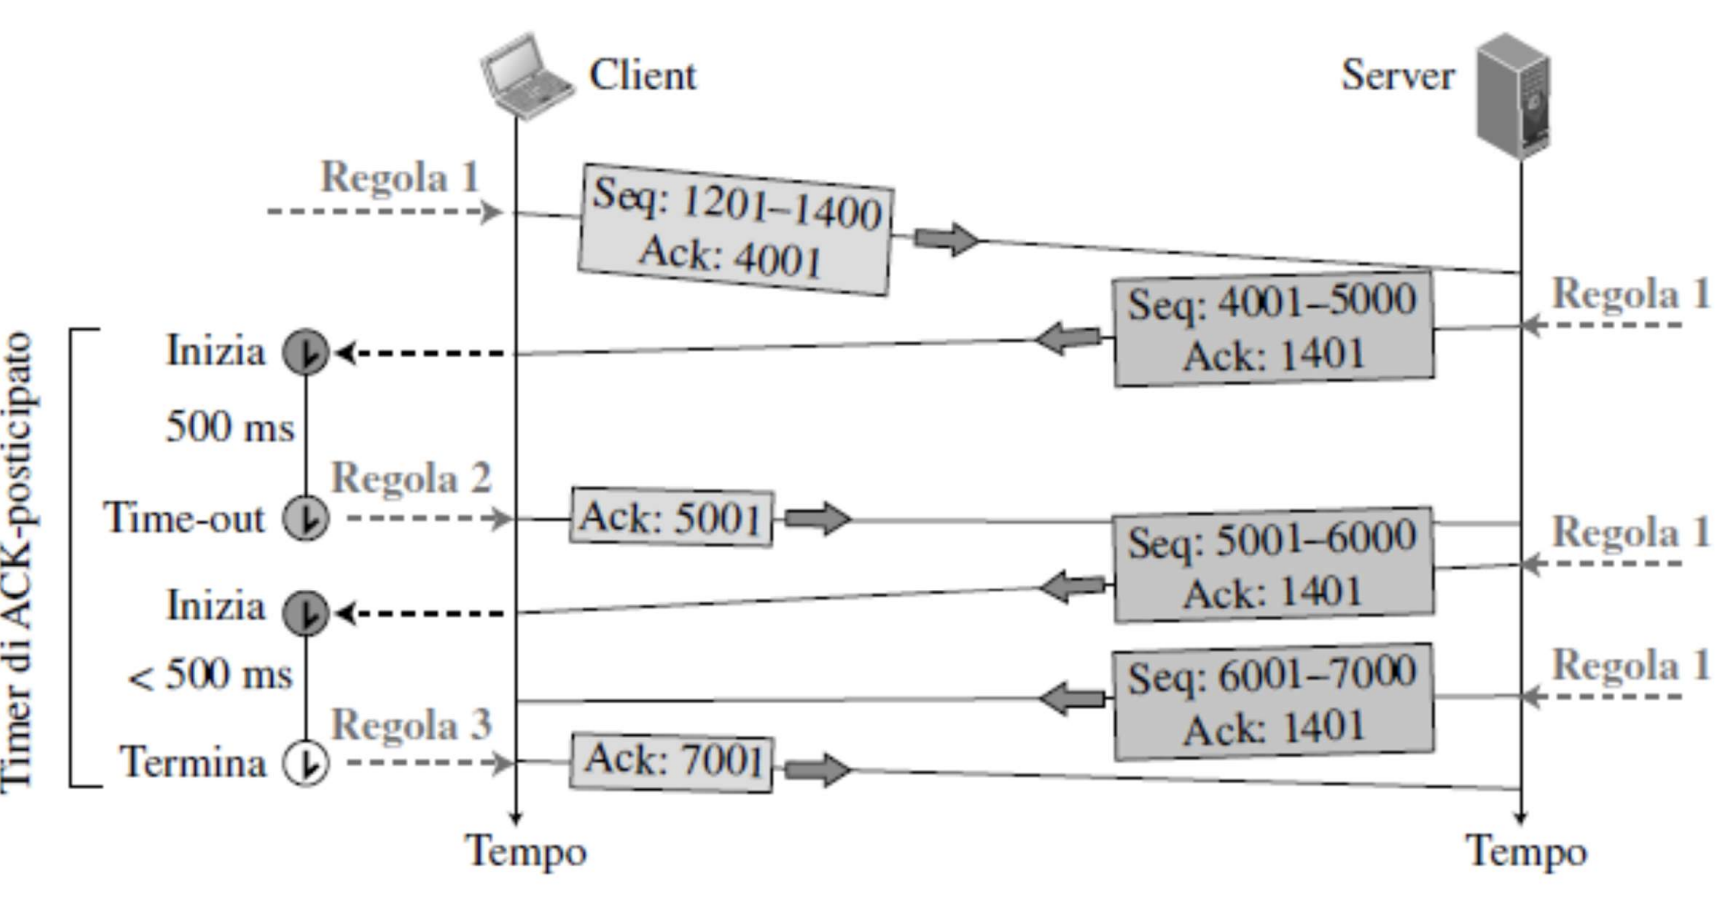 Client
Server
Regola 1
Seq: 1201–1400
Ack: 4001
Regola 1
Seq: 4001–5000
Ack: 1401
Timer di ACK-posticipato
Inizia
500 ms
Regola 2
Time-out
Ack: 5001
Regola 1
Seq: 5001–6000
Ack: 1401
Inizia
< 500 ms
Regola 1
Seq: 6001–7000
Ack: 1401
Regola 3
Termina
Ack: 7001
Tempo
Tempo